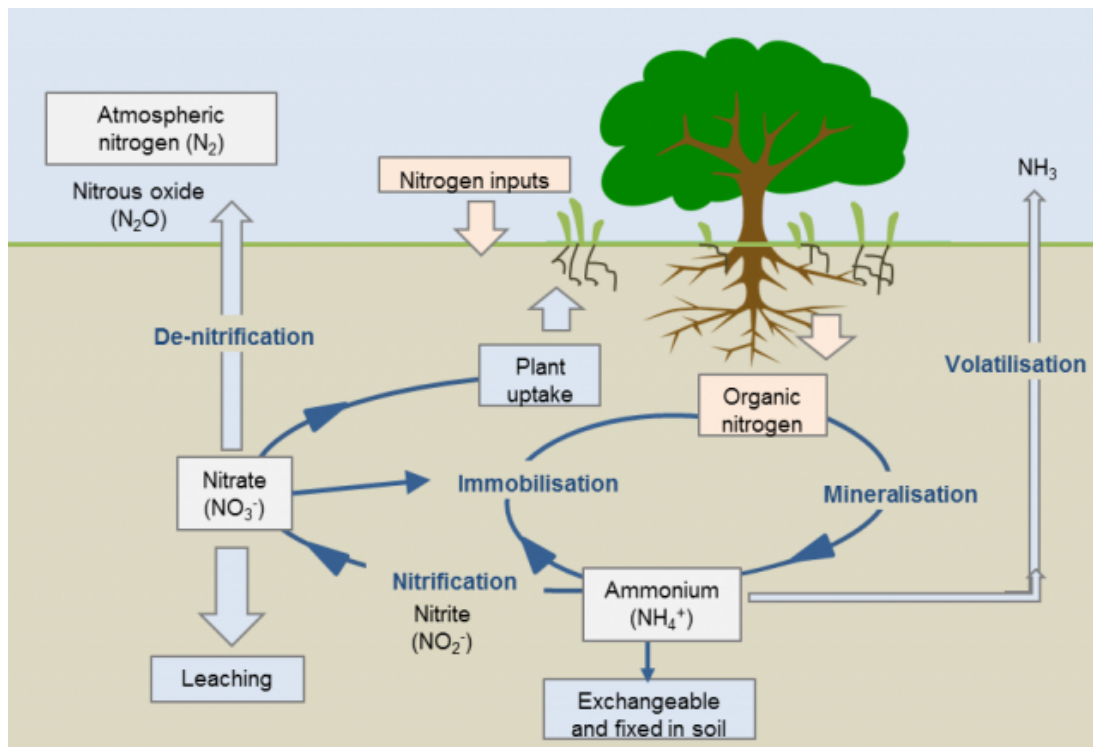 Atmospheric
nitrogen (N₂)
Nitrous oxide
(N₂O)
Nitrogen inputs
NH₃
De-nitrification
Volatilisation
Plant
uptake
Organic
nitrogen
Nitrate
(NO₃⁻)
Immobilisation
Mineralisation
Nitrification
Nitrite
(NO₂⁻)
Ammonium
(NH₄⁺)
Leaching
Exchangeable
and fixed in soil